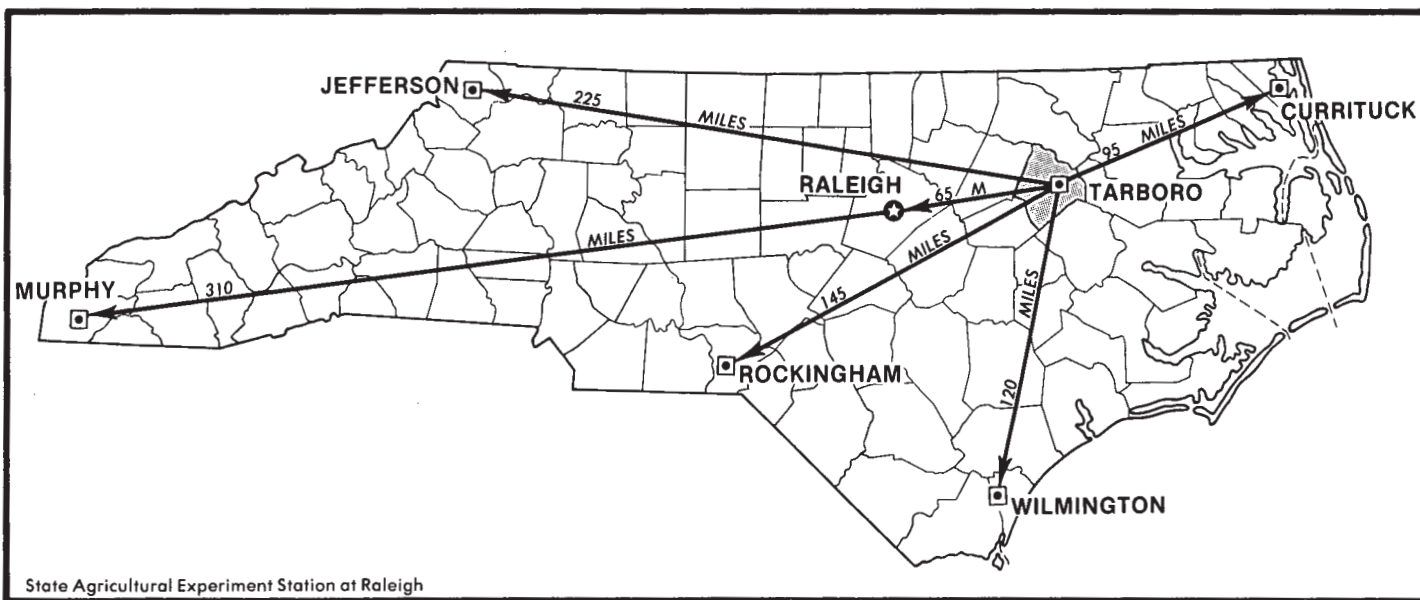 JEFFERSON
225 MILES
CURRITUCK
95 MILES
RALEIGH
65 M
TARBORO
MURPHY
310 MILES
145 MILES
ROCKINGHAM
120 MILES
WILMINGTON
State Agricultural Experiment Station at Raleigh